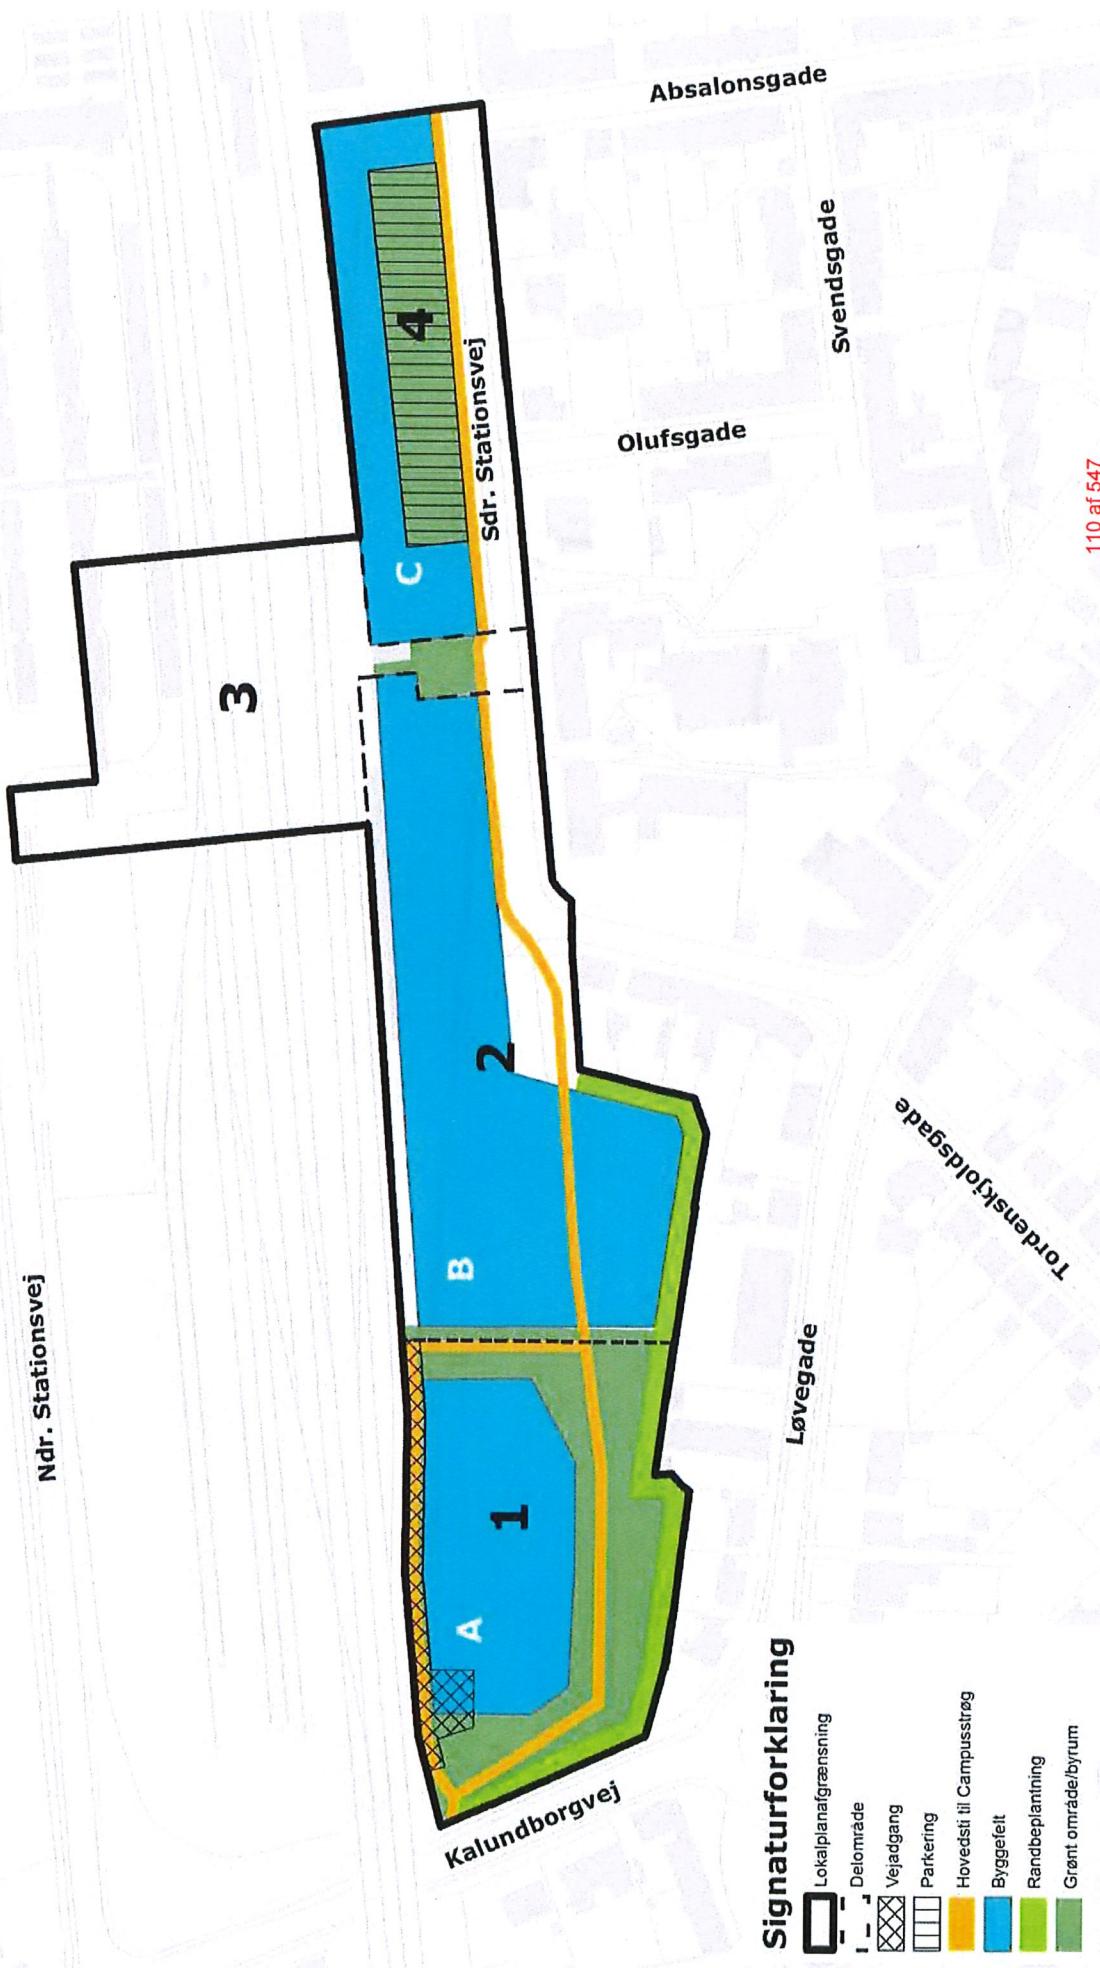 Ndr. Stationsvej
3
Absalonsgade
4
C
Sdr. Stationsvej
Svendsgade
Olufsgade
2
B
1
A
Tordenskjoldsgade
Løvegade
Kalundborgvej
Signaturforklaring
Lokalplanafgrænsning
Delområde
Vejadgang
Parkering
Hovedsti til Campusstrøg
Byggefelt
Randbeplantning
Grønt område/byrum
110 af 547